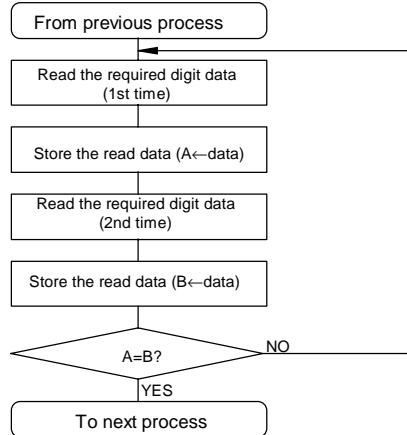 From previous process
Read the required digit data
(1st time)
Store the read data (A←data)
Read the required digit data
(2nd time)
Store the read data (B←data)
A=B?
NO
YES
To next process